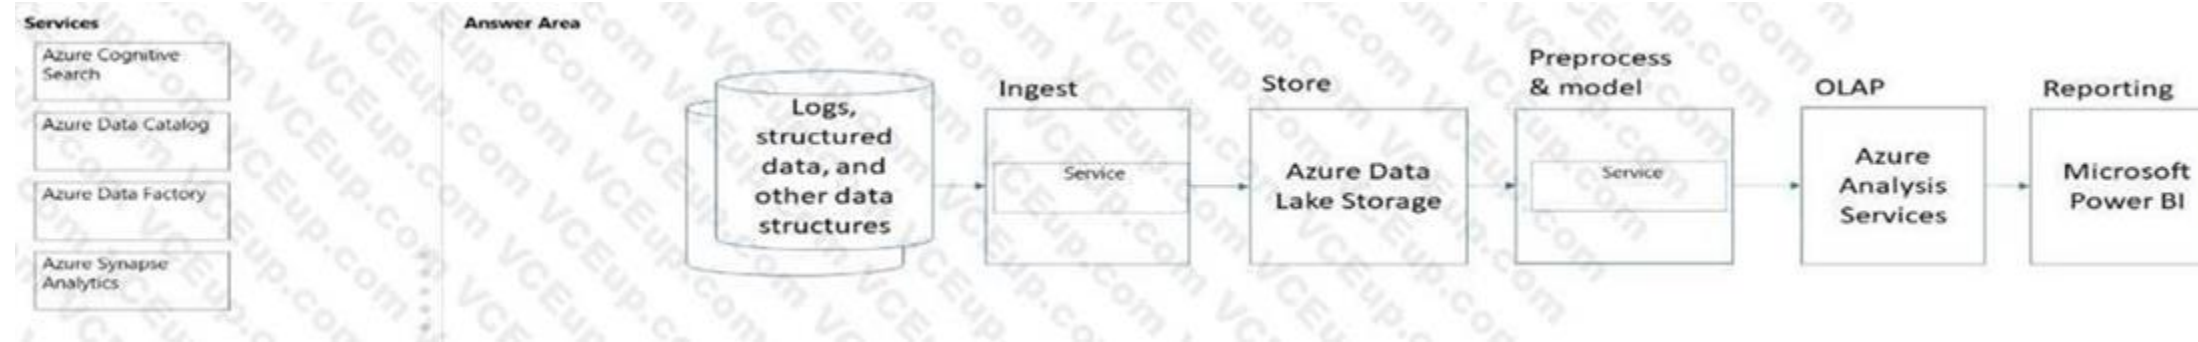 Services
Azure Cognitive
Search
Azure Data Catalog
Azure Data Factory
Azure Synapse
Analytics
Answer Area
Logs,
structured
data, and
other data
structures
Ingest
Service
Store
Azure Data
Lake Storage
Preprocess
& model
Service
OLAP
Azure
Analysis
Services
Reporting
Microsoft
Power BI
VCEup.com